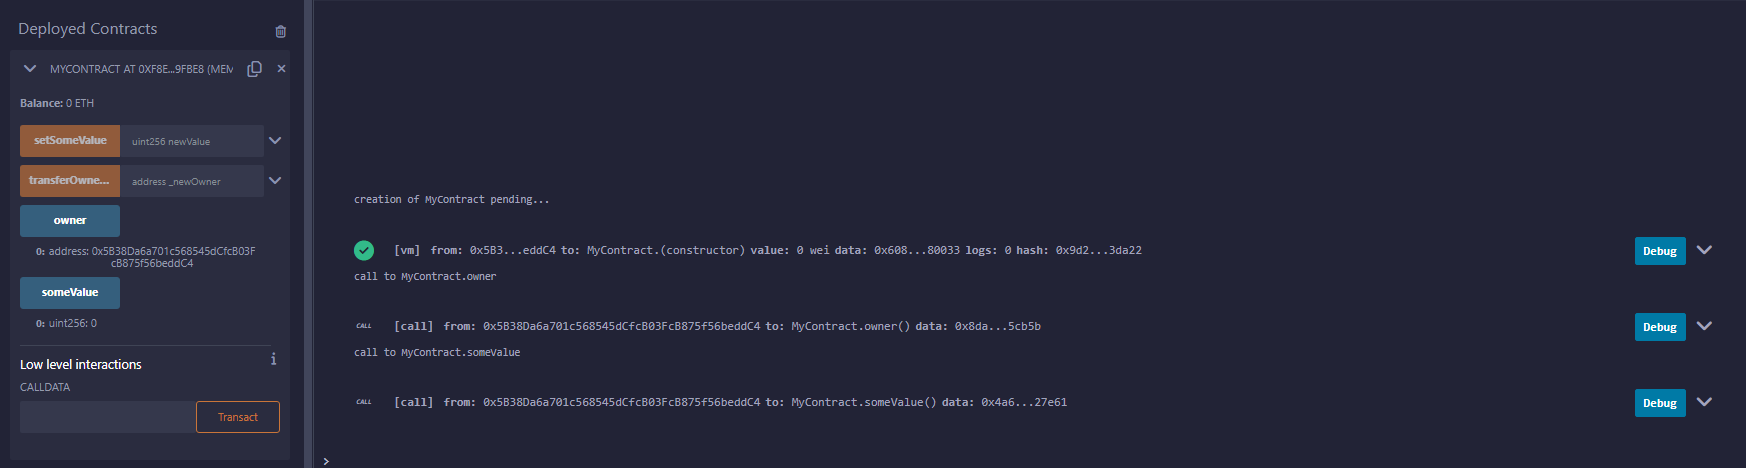 Deployed Contracts
MYCONTRACT AT 0XF8E...9FBE8 (MEM
Balance: 0 ETH
setSomeValue uint256 newValue
transferOwne... address _newOwner
owner
0: address: 0x5B38Da6a701c568545dCfcB03F
cB875f56beddC4
someValue
0: uint256: 0
Low level interactions
CALLDATA
Transact
creation of MyContract pending...
[vm] from: 0x5B3...eddC4 to: MyContract.(constructor) value: 0 wei data: 0x608...80033 logs: 0 hash: 0x9d2...3da22 Debug
call to MyContract.owner
CALL [call] from: 0x5B38Da6a701c568545dCfcB03FcB875f56beddC4 to: MyContract.owner() data: 0x8da...5cb5b Debug
call to MyContract.someValue
CALL [call] from: 0x5B38Da6a701c568545dCfcB03FcB875f56beddC4 to: MyContract.someValue() data: 0x4a6...27e61 Debug
>